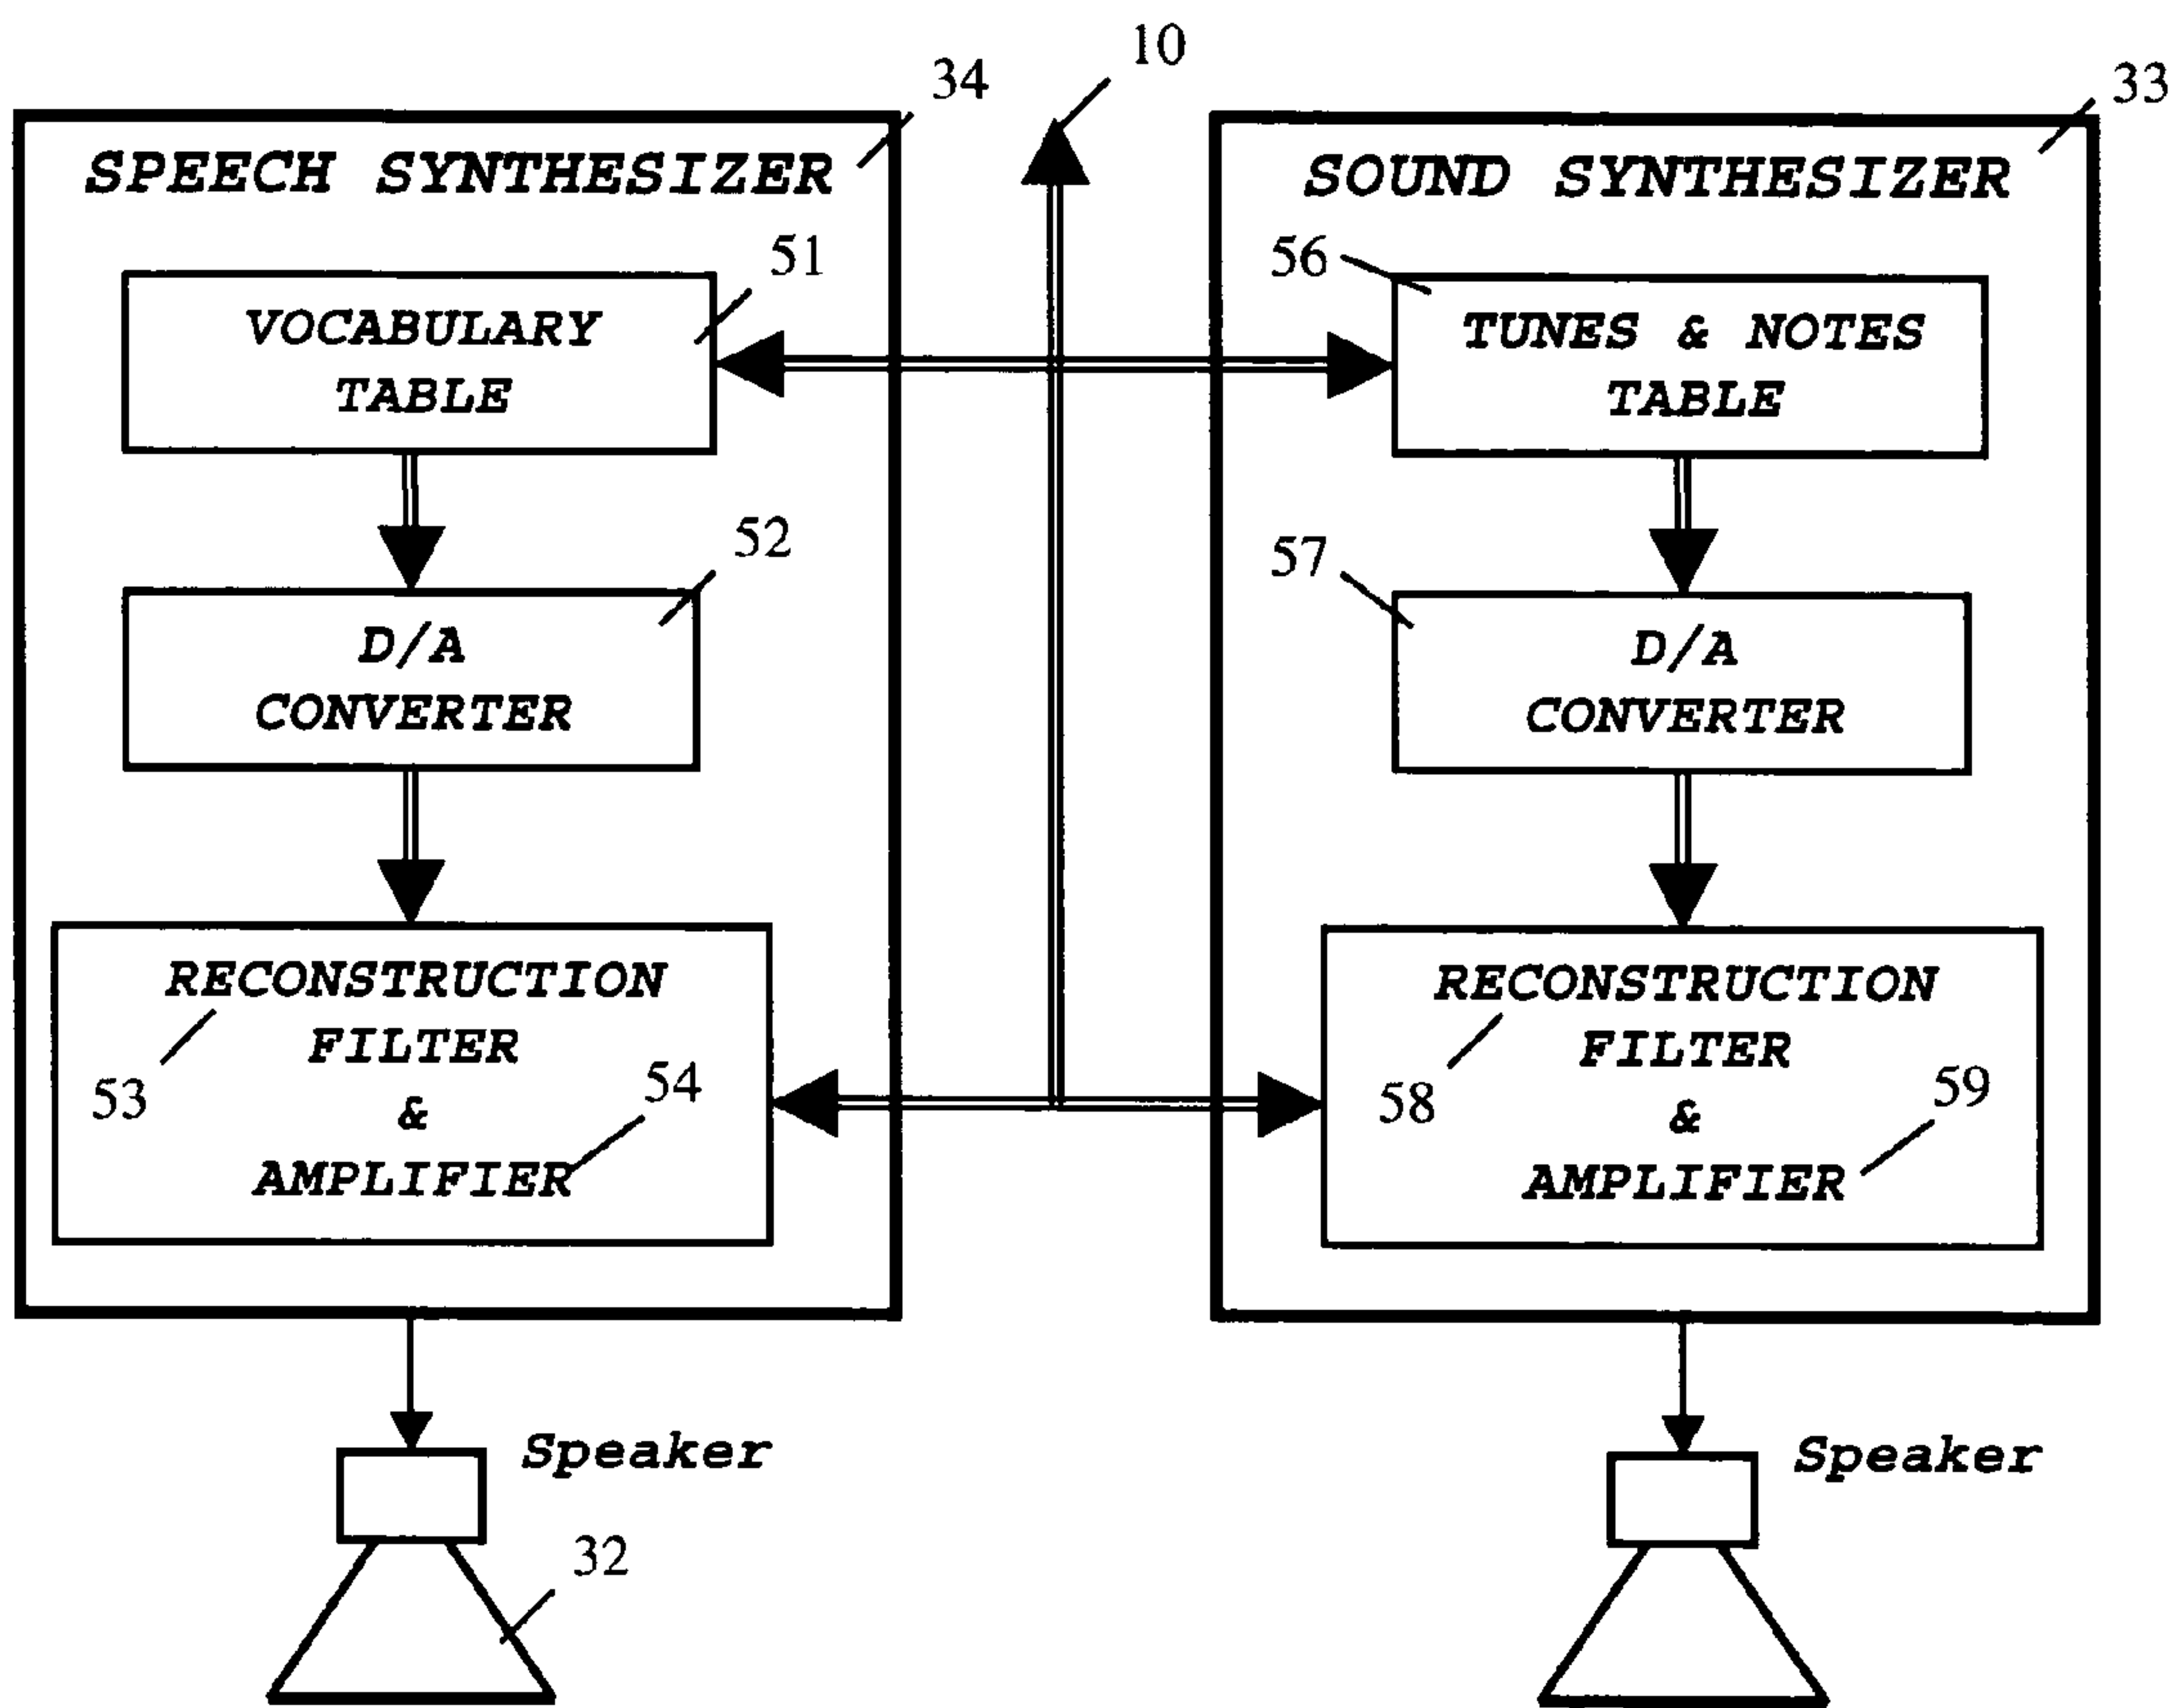 10
34
33
SPEECH SYNTHESIZER
SOUND SYNTHESIZER
51
56
VOCABULARY
TABLE
TUNES & NOTES
TABLE
52
57
D/A
CONVERTER
D/A
CONVERTER
RECONSTRUCTION
FILTER
&
AMPLIFIER
53
54
RECONSTRUCTION
FILTER
&
AMPLIFIER
58
59
Speaker
Speaker
32